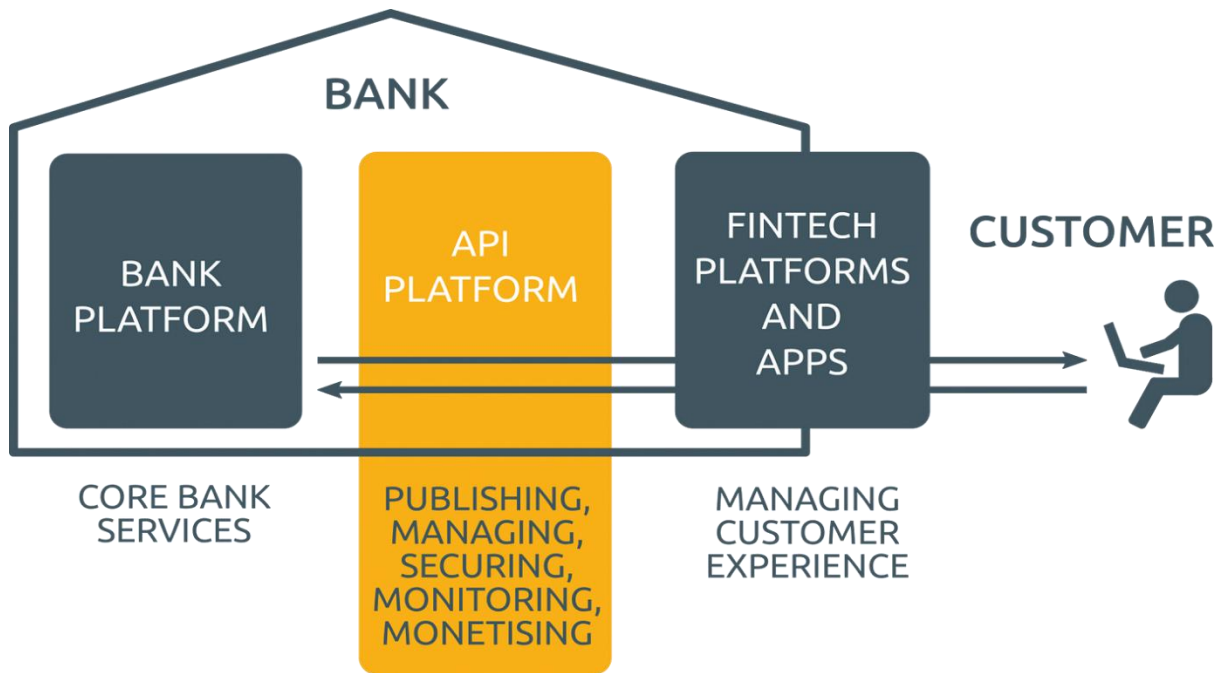 BANK
BANK
PLATFORM
API
PLATFORM
FINTECH
PLATFORMS
AND
APPS
CUSTOMER
CORE BANK
SERVICES
PUBLISHING,
MANAGING,
SECURING,
MONITORING,
MONETISING
MANAGING
CUSTOMER
EXPERIENCE